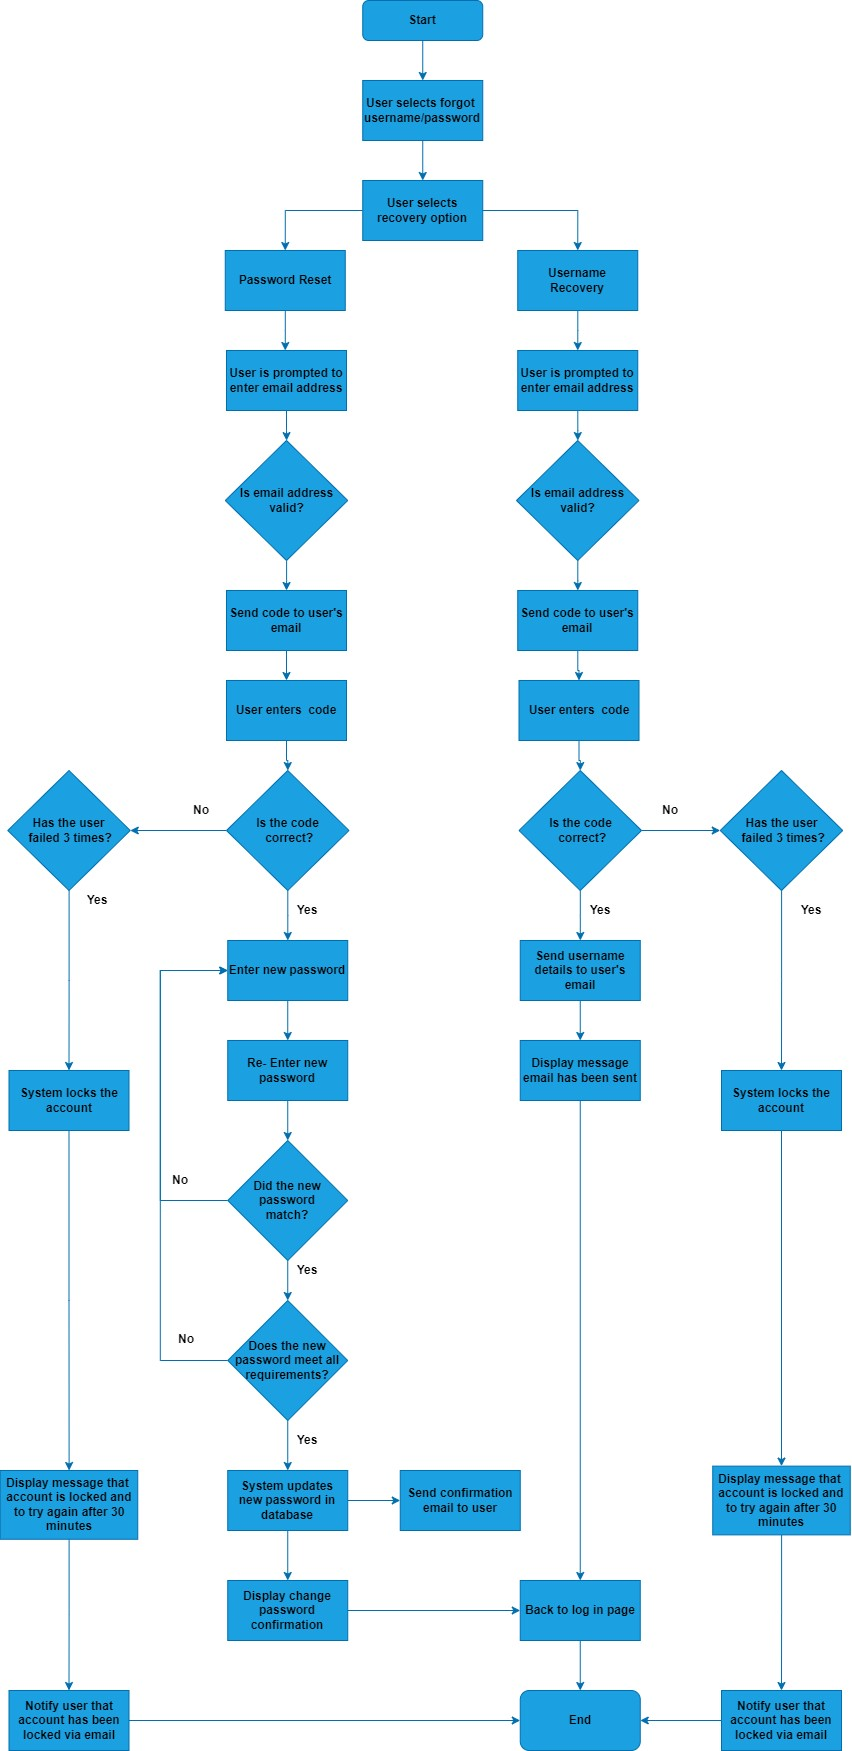 Start
User selects forgot
username/password
User selects
recovery option
Password Reset
Username
Recovery
User is prompted to
enter email address
User is prompted to
enter email address
Is email address
valid?
Is email address
valid?
Send code to user's
email
Send code to user's
email
User enters  code
User enters  code
Has the user
failed 3 times?
No
Is the code
correct?
Is the code
correct?
No
Has the user
failed 3 times?
Yes
Yes
Yes
Yes
Enter new password
Send username
details to user's
email
Re- Enter new
password
Display message
email has been sent
System locks the
account
System locks the
account
No
Did the new
password
match?
Yes
No
Does the new
password meet all
requirements?
Yes
Display message that
account is locked and
to try again after 30
minutes
System updates
new password in
database
Send confirmation
email to user
Display message that
account is locked and
to try again after 30
minutes
Display change
password
confirmation
Back to log in page
Notify user that
account has been
locked via email
End
Notify user that
account has been
locked via email